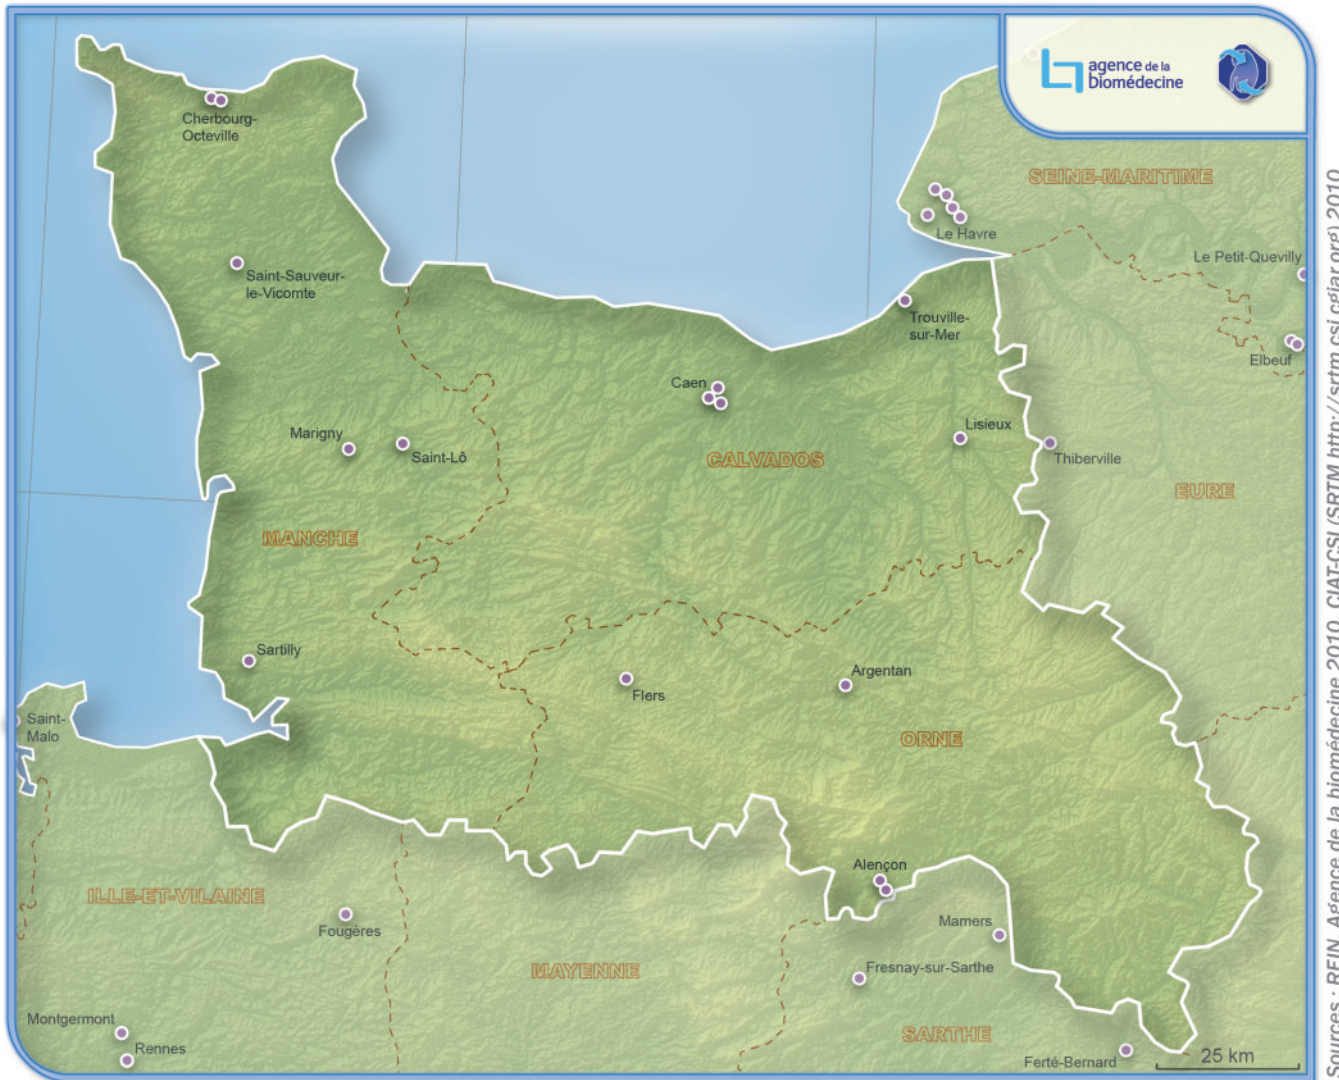 agence de la
biomédecine
Cherbourg-
Octeville
SEINE-MARITIME
Le Havre
Le Petit-Quevilly
Saint-Sauveur-
le-Vicomte
Trouville-
sur-Mer
Elbeuf
Caen
Marigny
Saint-Lô
Lisieux
CALVADOS
Thiberville
EURE
MANCHE
Sartilly
Flers
Argentan
Saint-
Malo
ORNE
Alençon
ILLE-ET-VILAINE
Fougères
Mamers
MAYENNE
Fresnay-sur-Sarthe
Montgermont
Rennes
SARTHE
Ferté-Bernard
25 km
Sources : REIN, Agence de la biomédecine 2010, CIAT-CSI/SRTM http://srtm.csi.cgiar.org) 2010